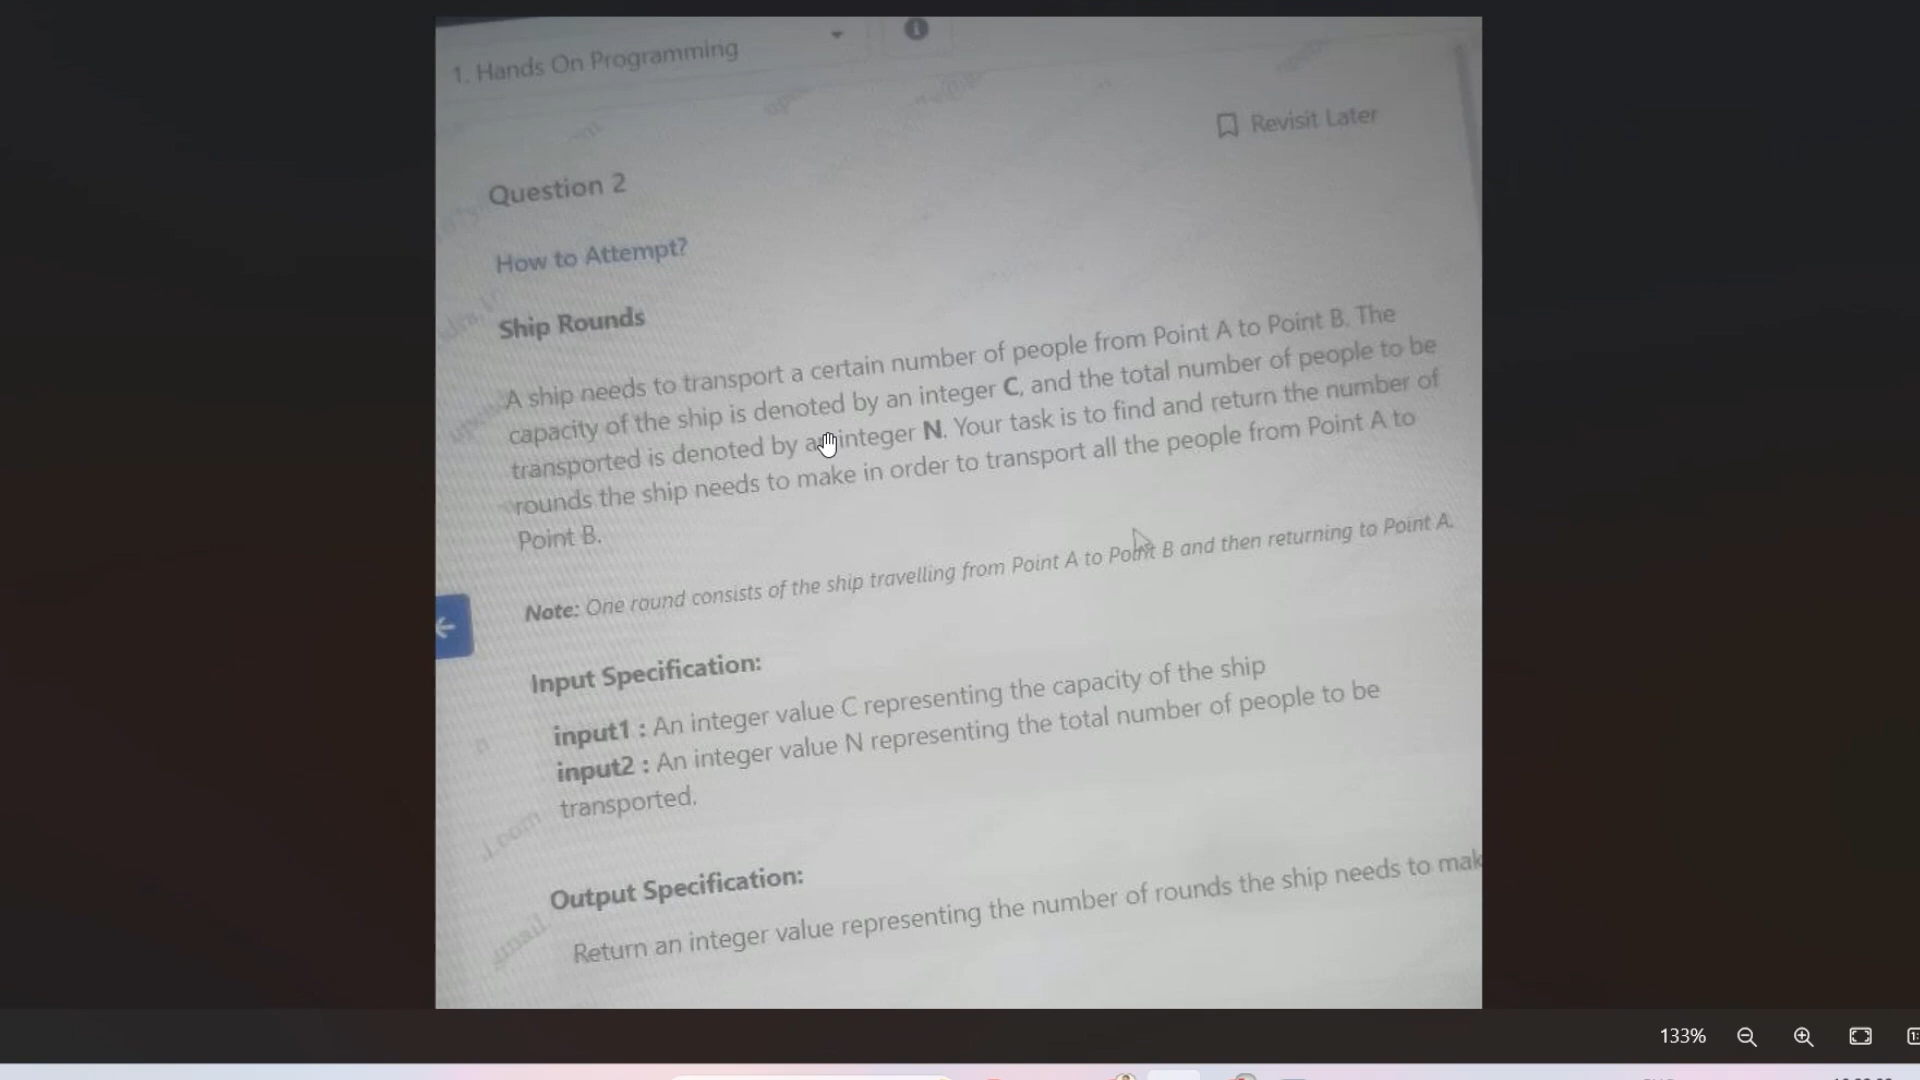 1. Hands On Programming
Revisit Later
Question 2
How to Attempt?
Ship Rounds
A ship needs to transport a certain number of people from Point A to Point B. The
capacity of the ship is denoted by an integer C, and the total number of people to be
transported is denoted by an integer N. Your task is to find and return the number of
rounds the ship needs to make in order to transport all the people from Point A to
Point B.
Note: One round consists of the ship travelling from Point A to Point B and then returning to Point A.
Input Specification:
input1 : An integer value C representing the capacity of the ship
input2 : An integer value N representing the total number of people to be
transported.
Output Specification:
Return an integer value representing the number of rounds the ship needs to mak
133%